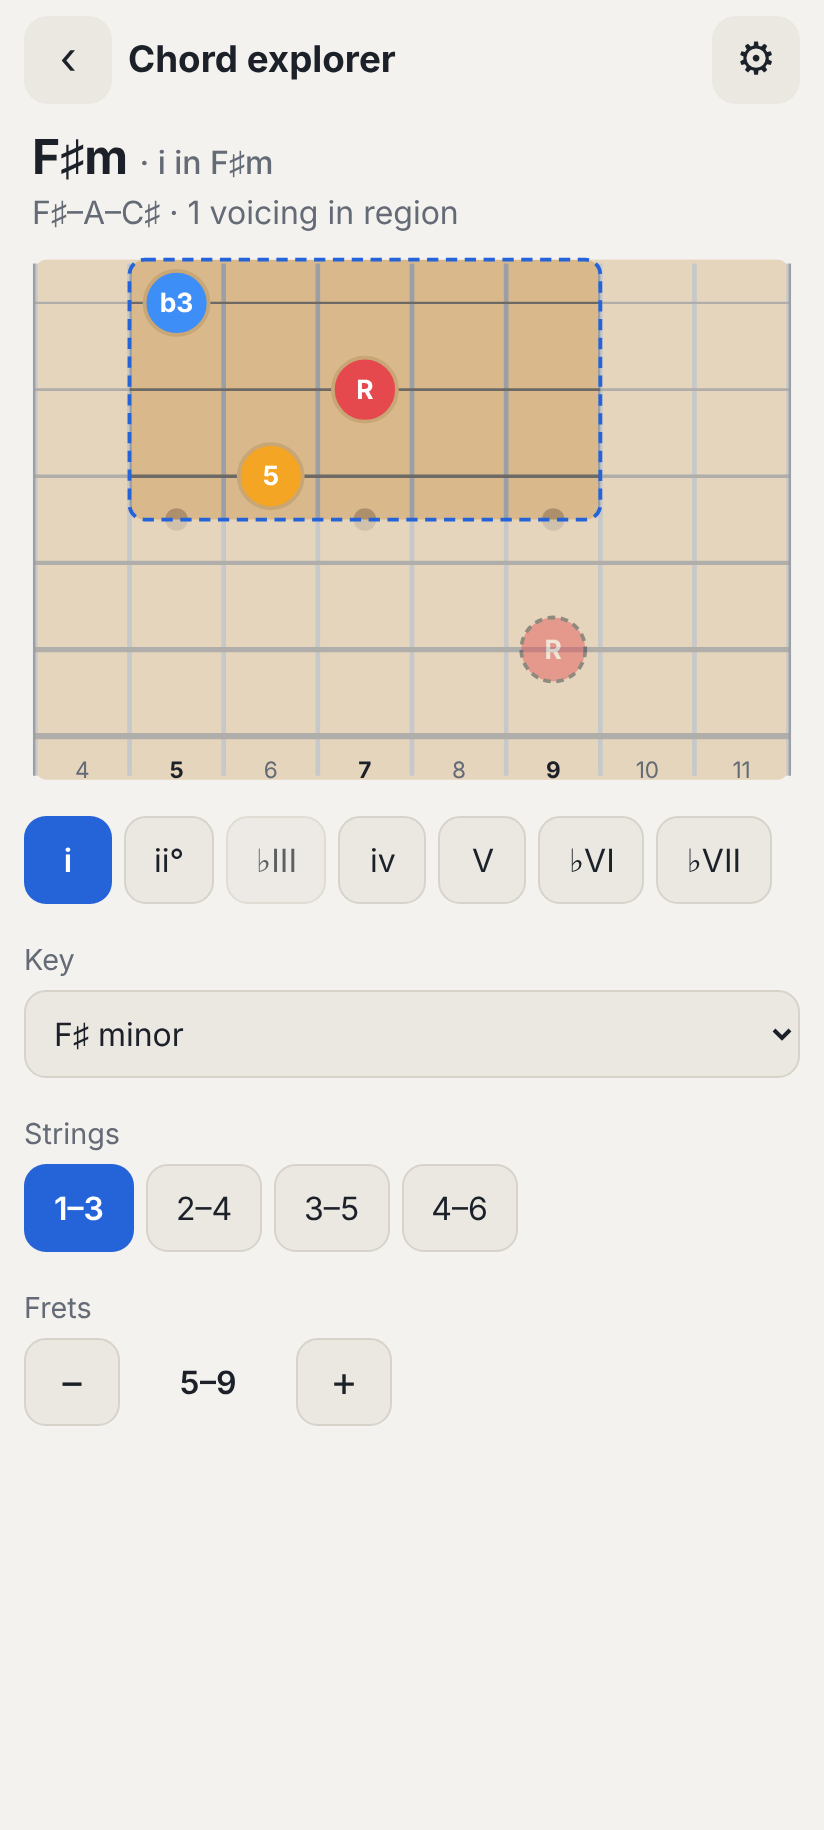 ‹ Chord explorer ⚙
F♯m · i in F♯m
F♯–A–C♯ · 1 voicing in region
b3
R
5
R
4 5 6 7 8 9 10 11
i ii° ♭III iv V ♭VI ♭VII
Key
F♯ minor
Strings
1–3 2–4 3–5 4–6
Frets
− 5–9 +